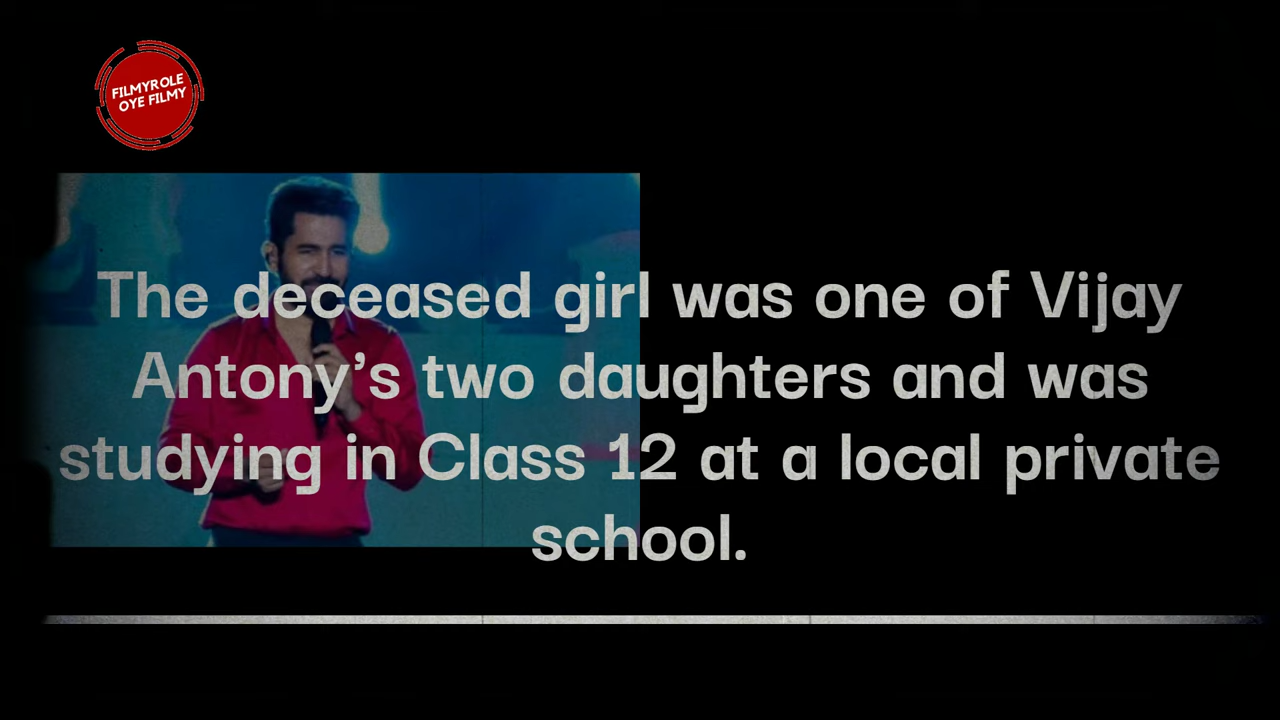 FILMYROLE
OYE FILMY
The deceased girl was one of Vijay
Antony’s two daughters and was
studying in Class 12 at a local private
school.